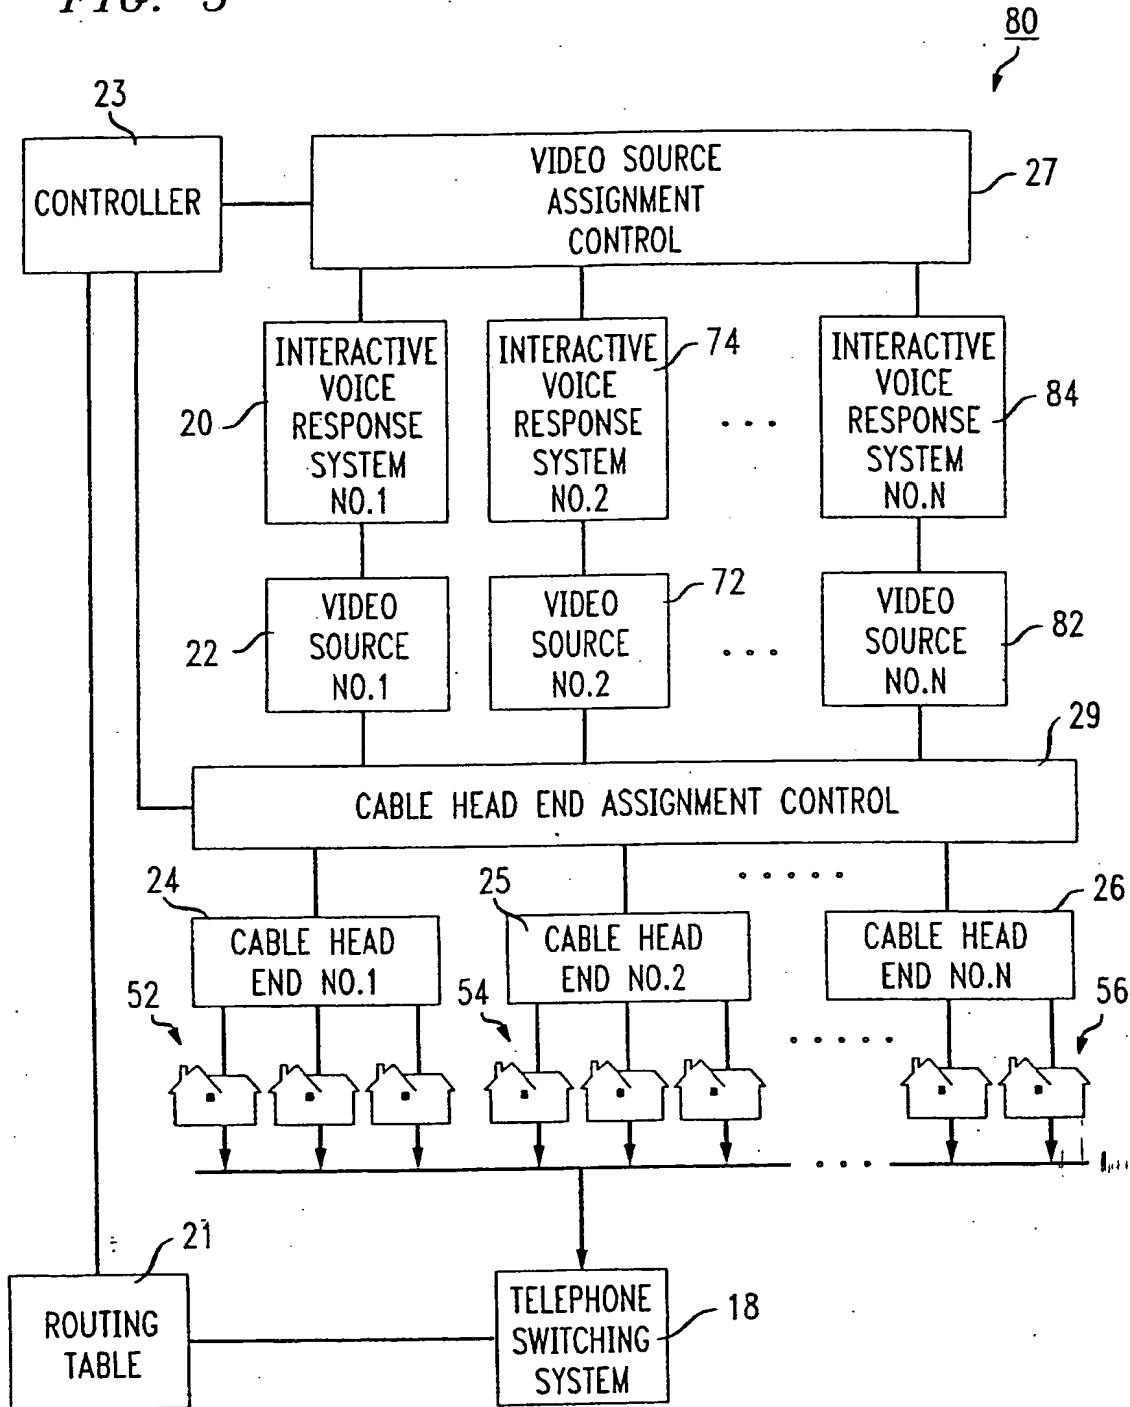 FIG.
80
23
CONTROLLER
VIDEO SOURCE
ASSIGNMENT
CONTROL
27
INTERACTIVE
VOICE
RESPONSE
SYSTEM
NO.1
20
INTERACTIVE
VOICE
RESPONSE
SYSTEM
NO.2
74
. . .
INTERACTIVE
VOICE
RESPONSE
SYSTEM
NO.N
84
VIDEO
SOURCE
NO.1
22
VIDEO
SOURCE
NO.2
72
. . .
VIDEO
SOURCE
NO.N
82
29
CABLE HEAD END ASSIGNMENT CONTROL
24
CABLE HEAD
END NO.1
25
CABLE HEAD
END NO.2
. . . . .
26
CABLE HEAD
END NO.N
52
54
. . . . .
56
. . .
21
ROUTING
TABLE
TELEPHONE
SWITCHING
SYSTEM
18